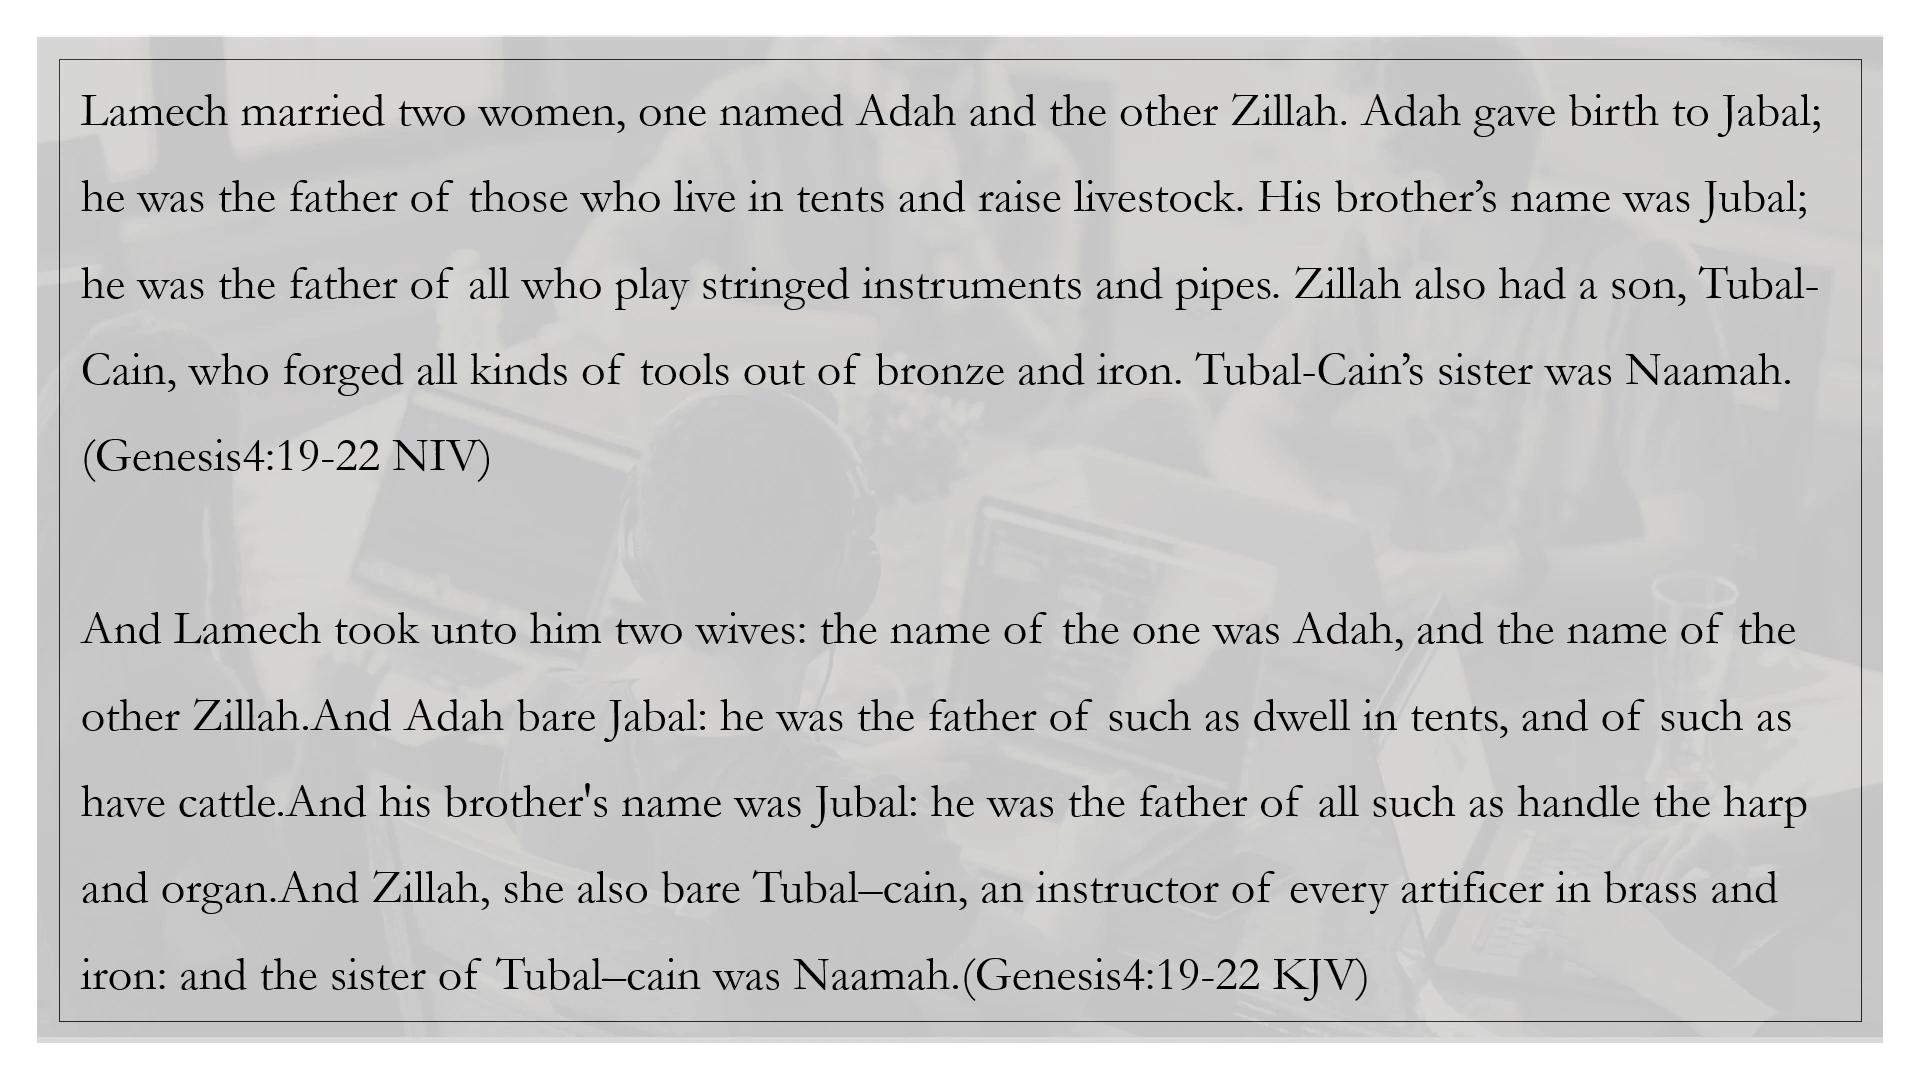 Lamech married two women, one named Adah and the other Zillah. Adah gave birth to Jabal;
he was the father of those who live in tents and raise livestock. His brother’s name was Jubal;
he was the father of all who play stringed instruments and pipes. Zillah also had a son, Tubal-
Cain, who forged all kinds of tools out of bronze and iron. Tubal-Cain’s sister was Naamah.
(Genesis4:19-22 NIV)
And Lamech took unto him two wives: the name of the one was Adah, and the name of the
other Zillah.And Adah bare Jabal: he was the father of such as dwell in tents, and of such as
have cattle.And his brother's name was Jubal: he was the father of all such as handle the harp
and organ.And Zillah, she also bare Tubal–cain, an instructor of every artificer in brass and
iron: and the sister of Tubal–cain was Naamah.(Genesis4:19-22 KJV)